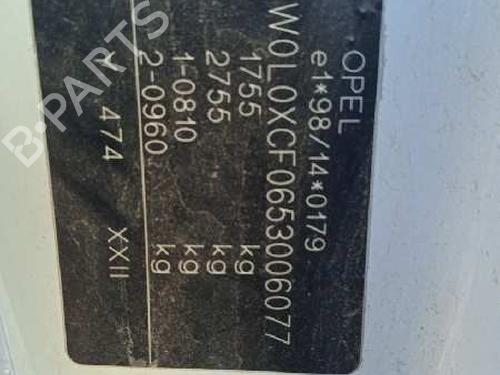 OPEL
e1*98/14*0179
W0L0XCF0653006077
1755 kg
2755 kg
1-0810 kg
2-0960 kg
Y 474 XXII
B-PARTS